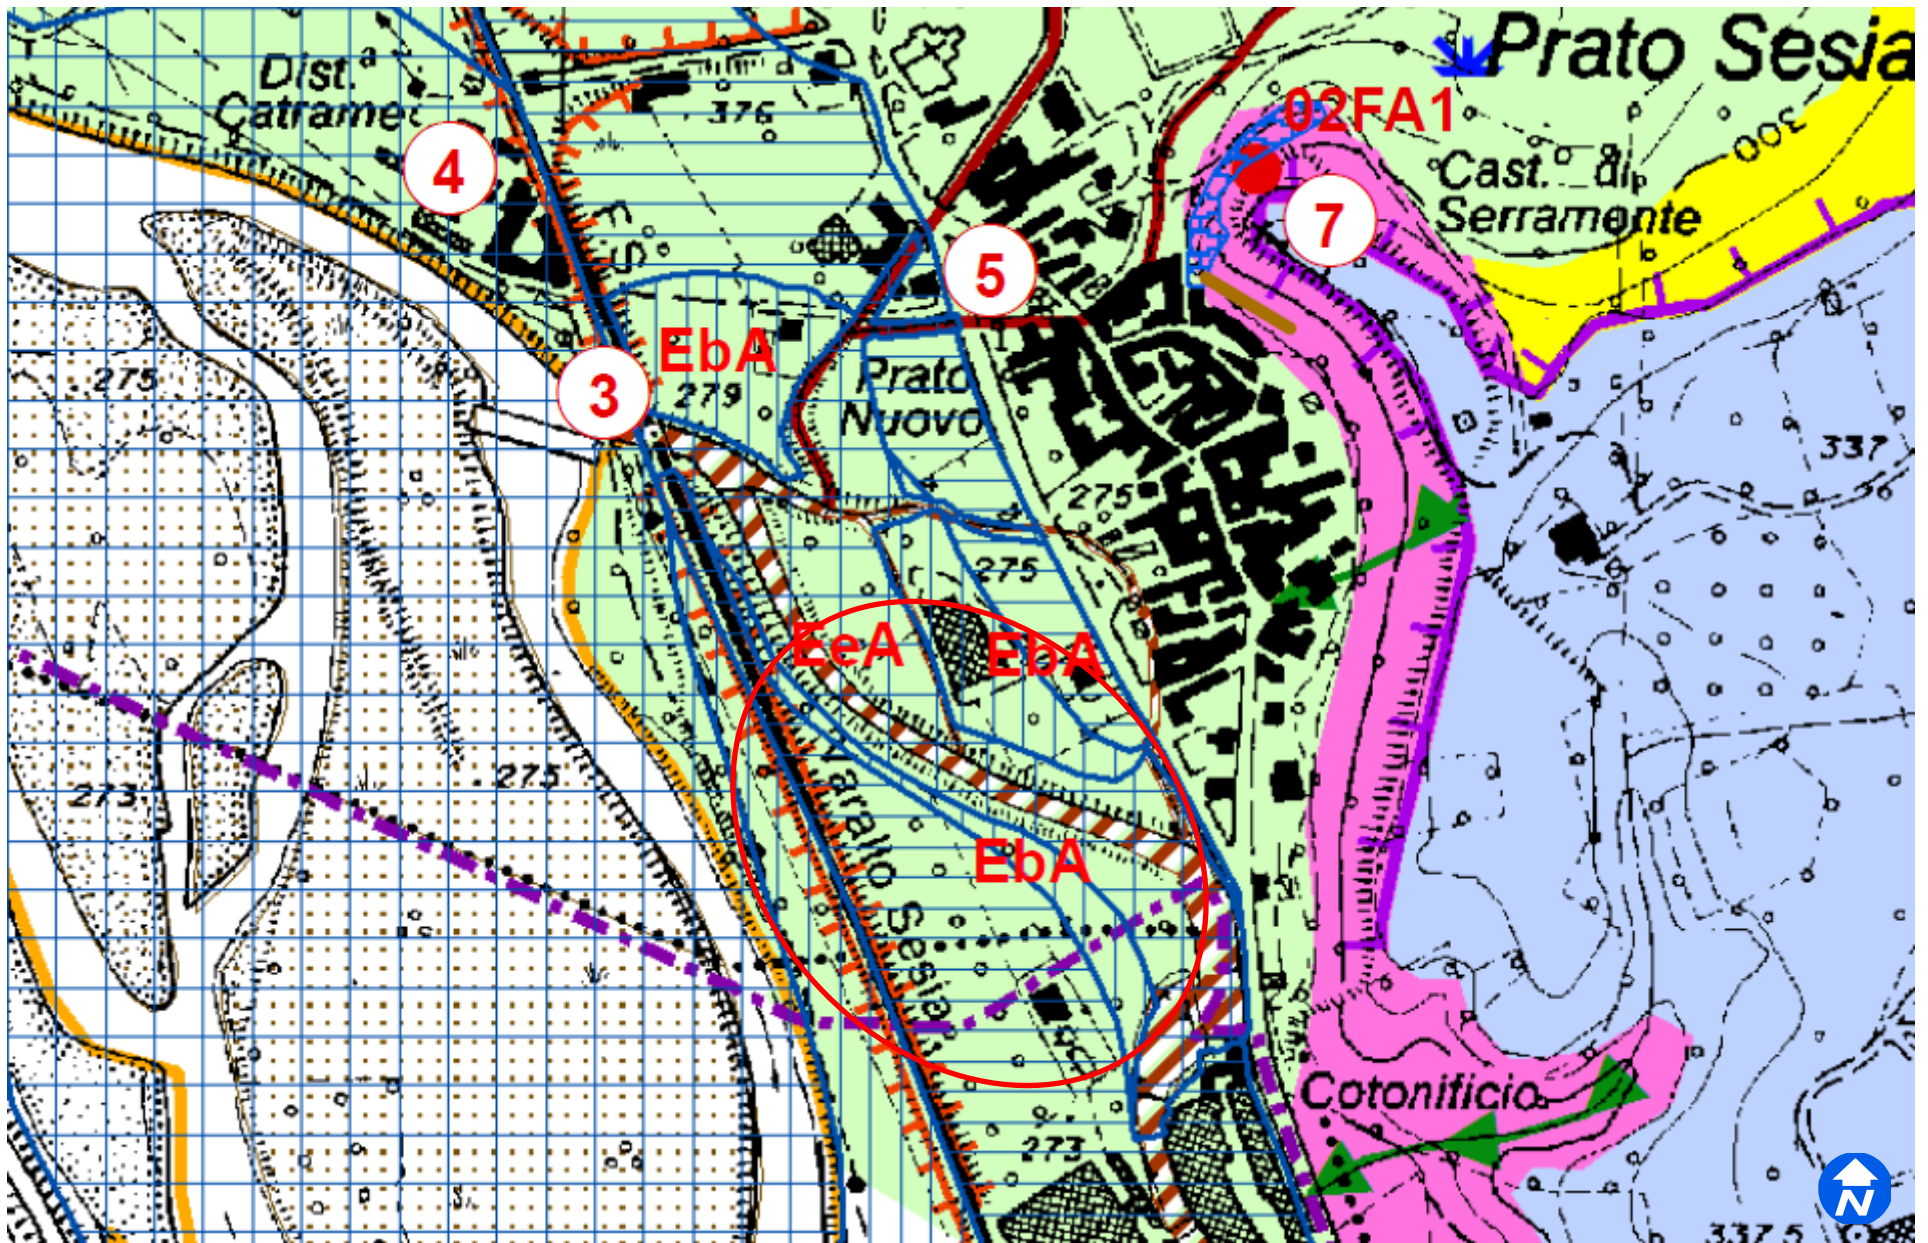 Prato Sesia
Dist.
Catrame
376
02FA1
300
4
Cast. di
Serramonte
7
5
EbA
3
279
275
Prato
Nuovo
337
275
275
EeA
EbA
275
273
Varallo Sesia
EbA
Cotonificio
273
N
337.5